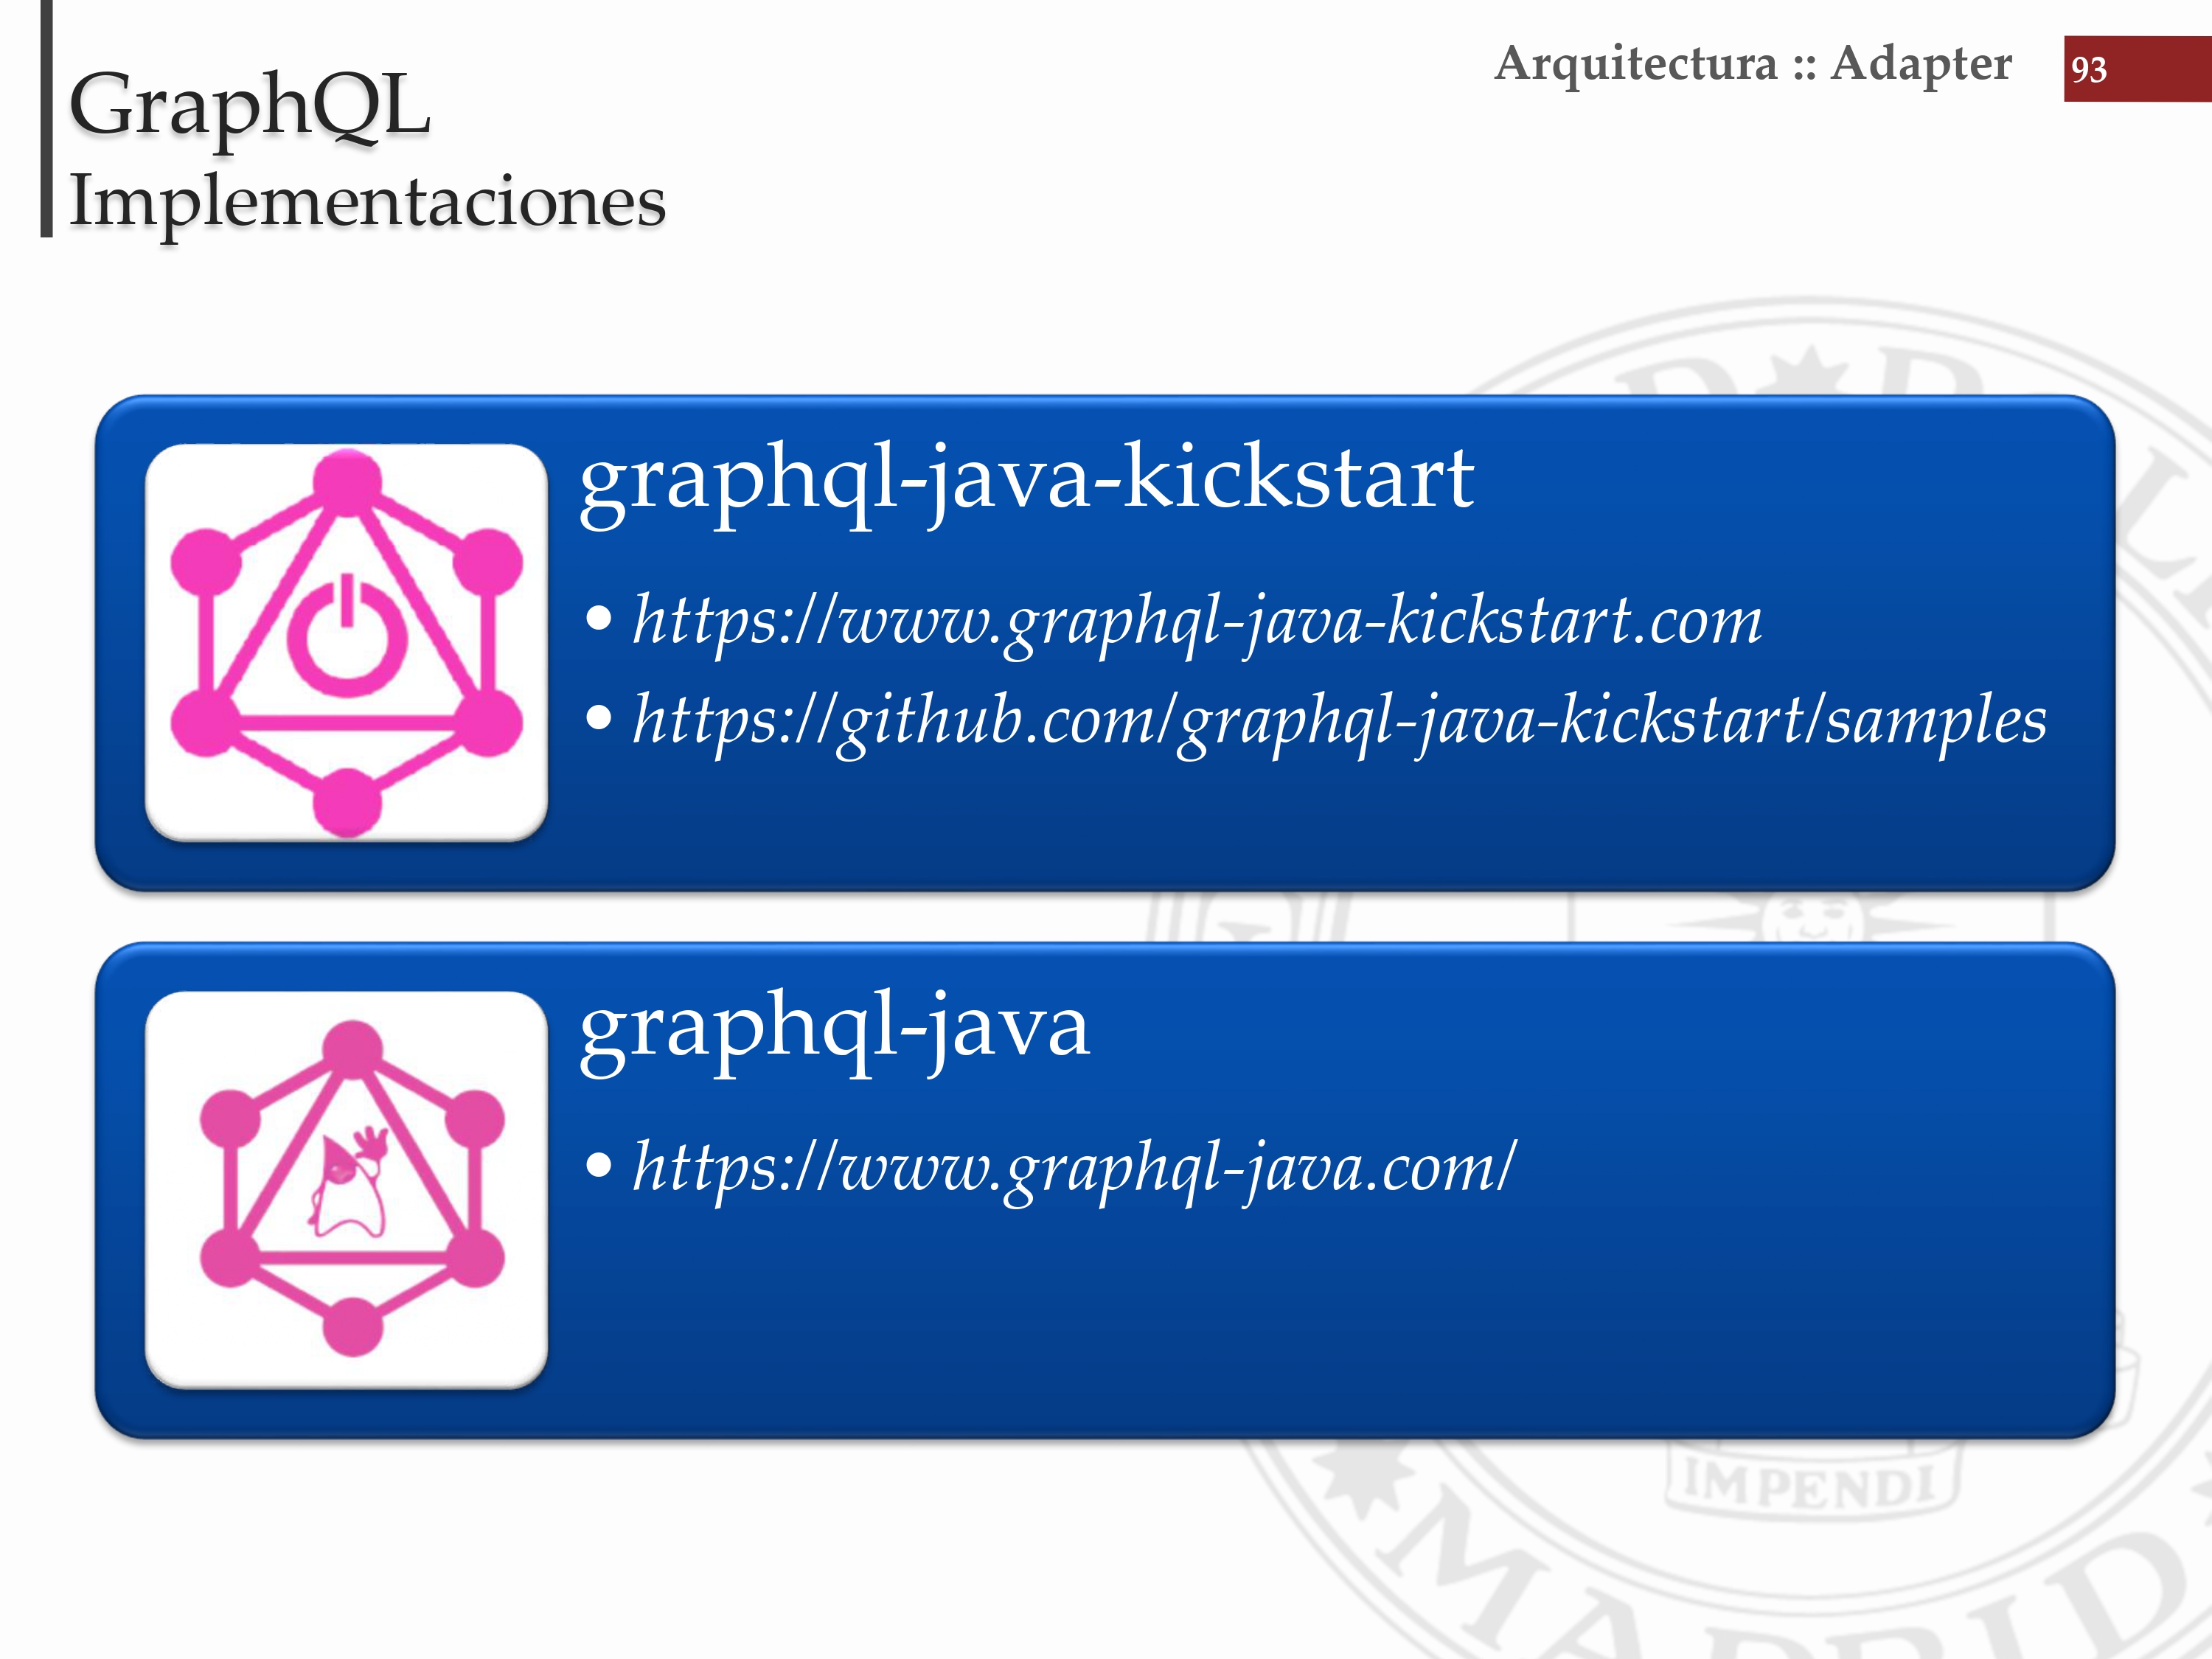 Arquitectura :: Adapter
93
GraphQL
Implementaciones
graphql-java-kickstart
• https://www.graphql-java-kickstart.com
• https://github.com/graphql-java-kickstart/samples
graphql-java
• https://www.graphql-java.com/
IMPENDI